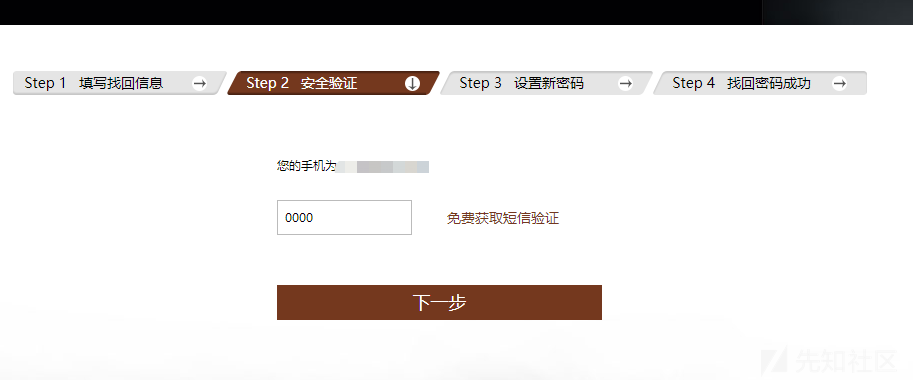 Step 1 填写找回信息 → Step 2 安全验证 ↓ Step 3 设置新密码 → Step 4 找回密码成功 →
您的手机为
0000 免费获取短信验证
下一步
先知社区